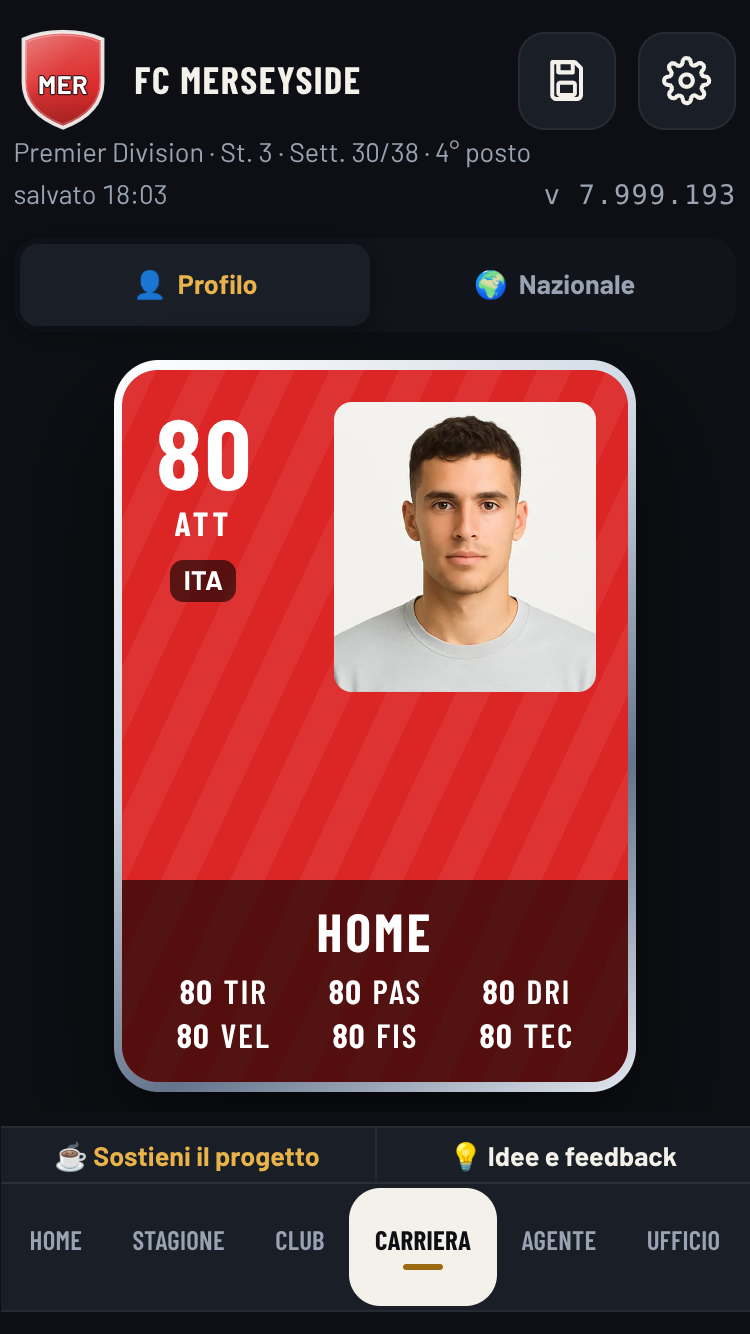 MER
FC MERSEYSIDE
Premier Division · St. 3 · Sett. 30/38 · 4° posto
salvato 18:03
v 7.999.193
Profilo
Nazionale
80
ATT
ITA
HOME
80 TIR 80 PAS 80 DRI
80 VEL 80 FIS 80 TEC
Sostieni il progetto
Idee e feedback
HOME STAGIONE CLUB CARRIERA AGENTE UFFICIO